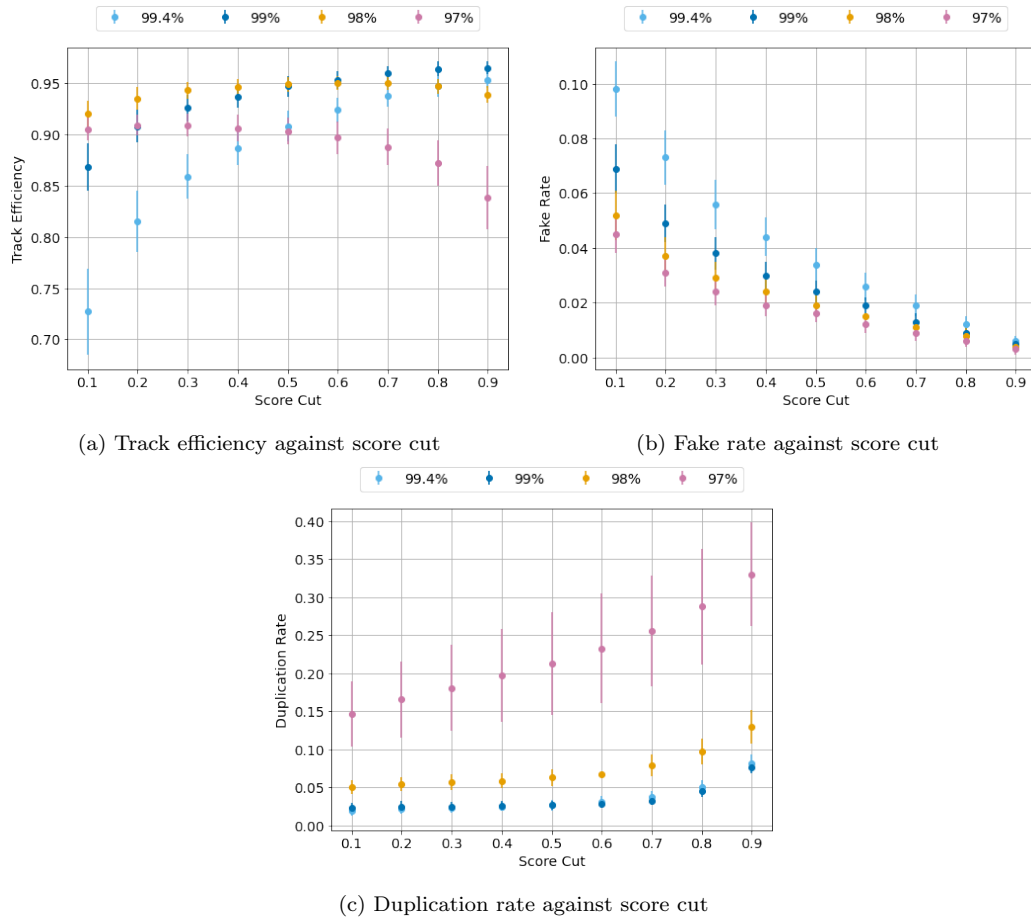 99.4% 99% 98% 97%
Track Efficiency
0.95
0.90
0.85
0.80
0.75
0.70
0.1 0.2 0.3 0.4 0.5 0.6 0.7 0.8 0.9
Score Cut
(a) Track efficiency against score cut
99.4% 99% 98% 97%
Fake Rate
0.10
0.08
0.06
0.04
0.02
0.00
0.1 0.2 0.3 0.4 0.5 0.6 0.7 0.8 0.9
Score Cut
(b) Fake rate against score cut
99.4% 99% 98% 97%
Duplication Rate
0.40
0.35
0.30
0.25
0.20
0.15
0.10
0.05
0.00
0.1 0.2 0.3 0.4 0.5 0.6 0.7 0.8 0.9
Score Cut
(c) Duplication rate against score cut